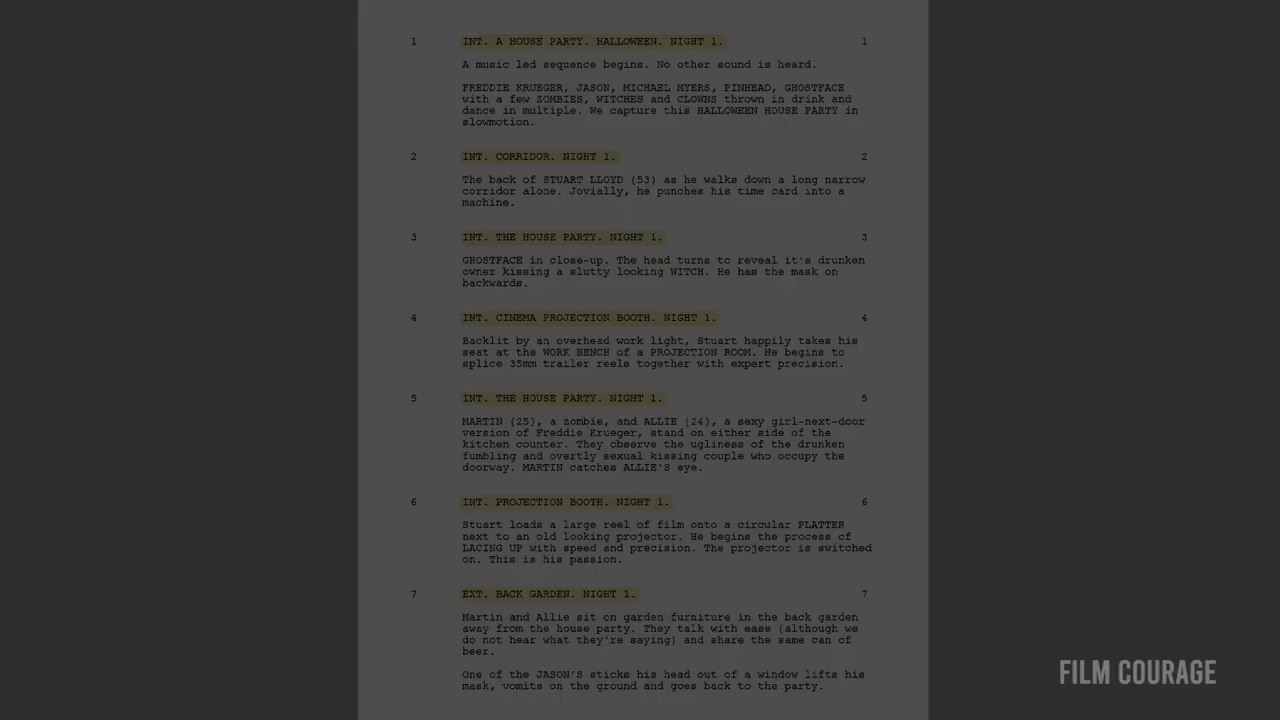 1 INT. A HOUSE PARTY. HALLOWEEN. NIGHT 1. 1
A music led sequence begins. No other sound is heard.
FREDDIE KRUEGER, JASON, MICHAEL MYERS, PINHEAD, GHOSTFACE
with a few ZOMBIES, WITCHES and CLOWNS thrown in drink and
dance in multiple. We capture this HALLOWEEN HOUSE PARTY in
slowmotion.
2 INT. CORRIDOR. NIGHT 1. 2
The back of STUART LLOYD (53) as he walks down a long narrow
corridor alone. Jovially, he punches his time card into a
machine.
3 INT. THE HOUSE PARTY. NIGHT 1. 3
GHOSTFACE in close-up. The head turns to reveal it's drunken
owner kissing a slutty looking WITCH. He has the mask on
backwards.
4 INT. CINEMA PROJECTION BOOTH. NIGHT 1. 4
Backlit by an overhead work light, Stuart happily takes his
seat at the WORK BENCH of a PROJECTION ROOM. He begins to
splice 35mm trailer reels together with expert precision.
5 INT. THE HOUSE PARTY. NIGHT 1. 5
MARTIN (25), a zombie, and ALLIE (24), a sexy girl-next-door
version of Freddie Krueger, stand on either side of the
kitchen counter. They observe the ugliness of the drunken
fumbling and overtly sexual kissing couple who occupy the
doorway. MARTIN catches ALLIE'S eye.
6 INT. PROJECTION BOOTH. NIGHT 1. 6
Stuart loads a large reel of film onto a circular PLATTER
next to an old looking projector. He begins the process of
LACING UP with speed and precision. The projector is switched
on. This is his passion.
7 EXT. BACK GARDEN. NIGHT 1. 7
Martin and Allie sit on garden furniture in the back garden
away from the house party. They talk with ease (although we
do not hear what they're saying) and share the same can of
beer.
One of the JASON'S sticks his head out of a window lifts his
mask, vomits on the ground and goes back to the party.
FILM COURAGE